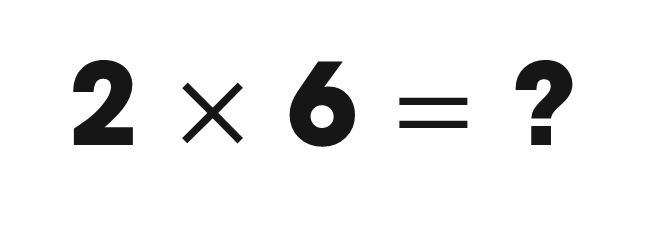 2 × 6 = ?